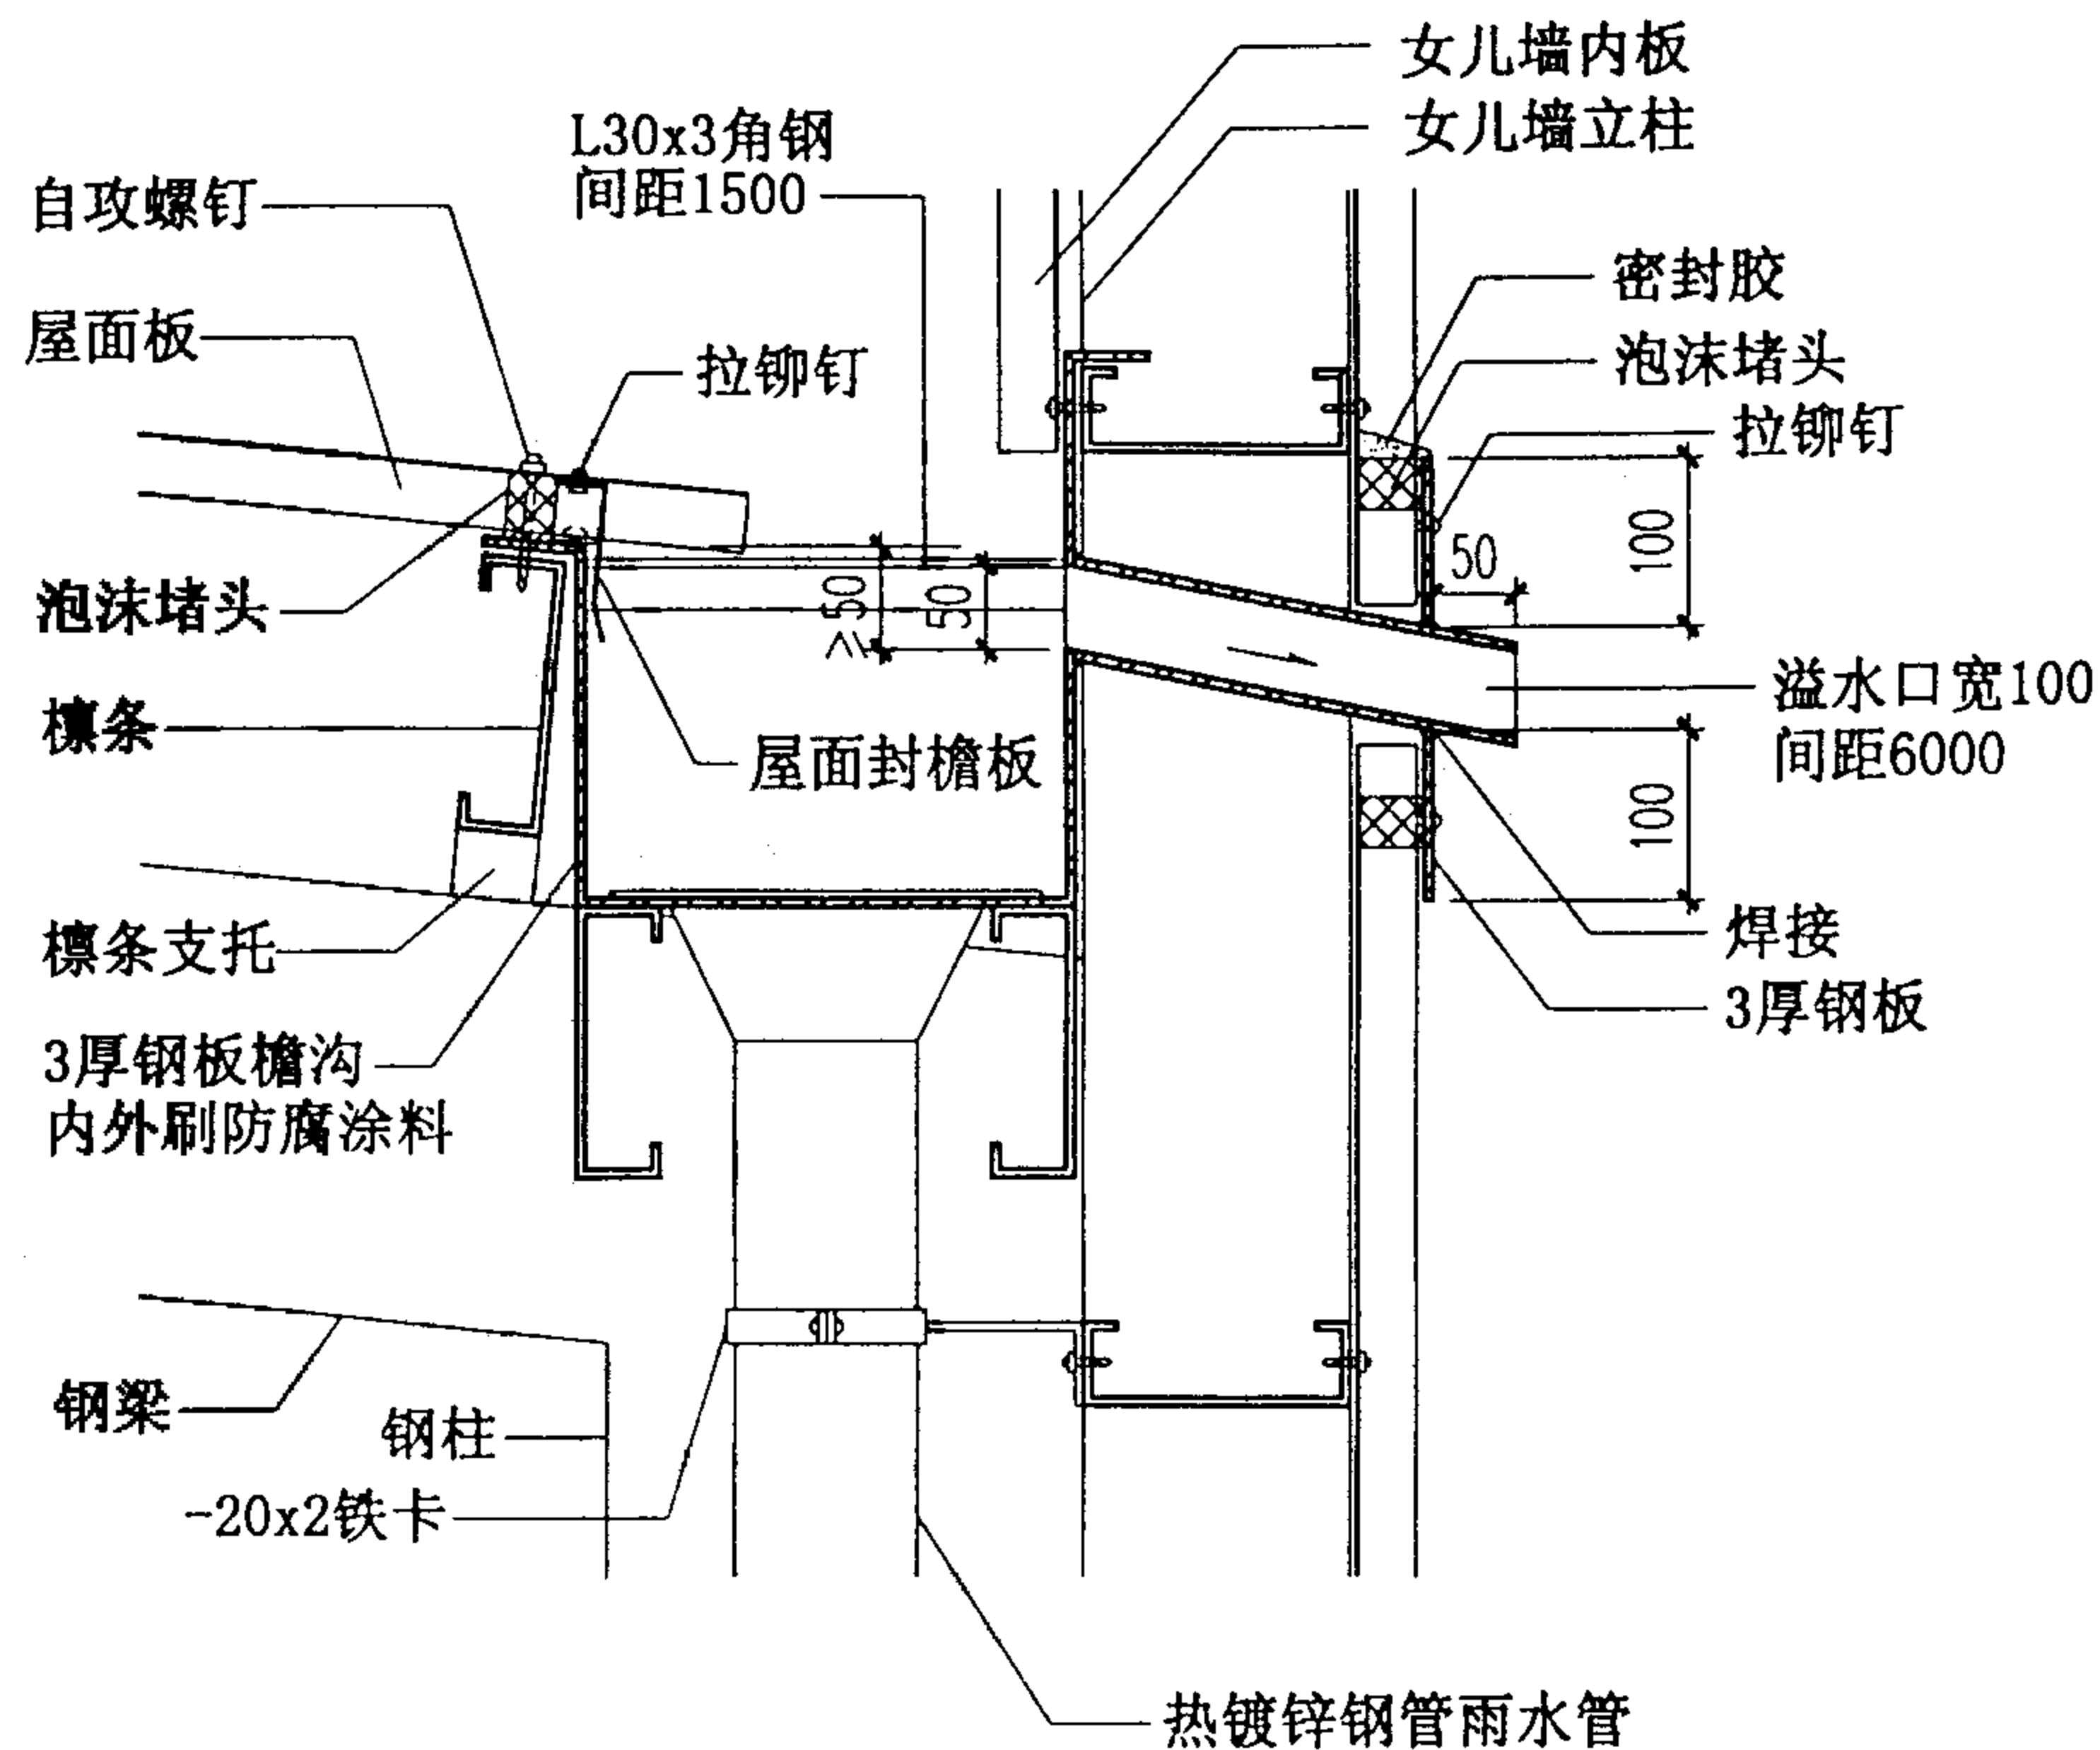 女儿墙内板
女儿墙立柱
L30x3角钢
间距1500
自攻螺钉
屋面板
拉铆钉
密封胶
泡沫堵头
拉铆钉
100
50
≥50
50
泡沫堵头
檩条
屋面封檐板
溢水口宽100
间距6000
100
檩条支托
焊接
3厚钢板
3厚钢板檐沟
内外刷防腐涂料
钢梁
钢柱
-20x2铁卡
热镀锌钢管雨水管